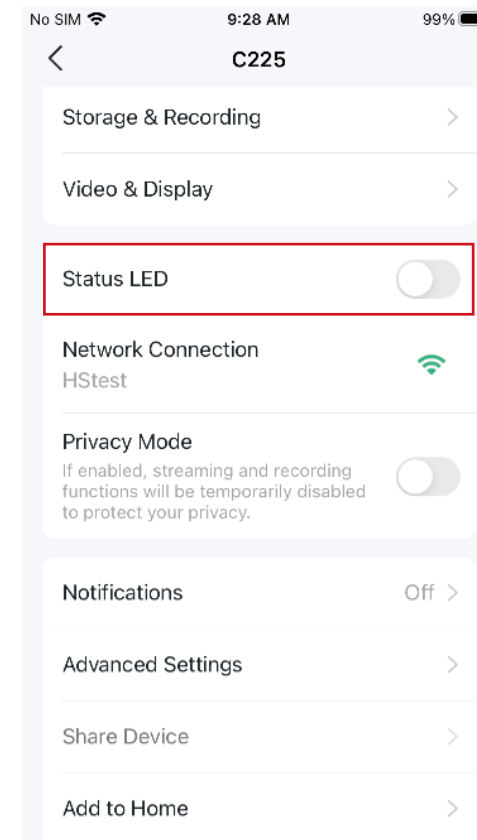 No SIM 9:28 AM 99%
C225
Storage & Recording
Video & Display
Status LED
Network Connection
HStest
Privacy Mode
If enabled, streaming and recording
functions will be temporarily disabled
to protect your privacy.
Notifications Off
Advanced Settings
Share Device
Add to Home